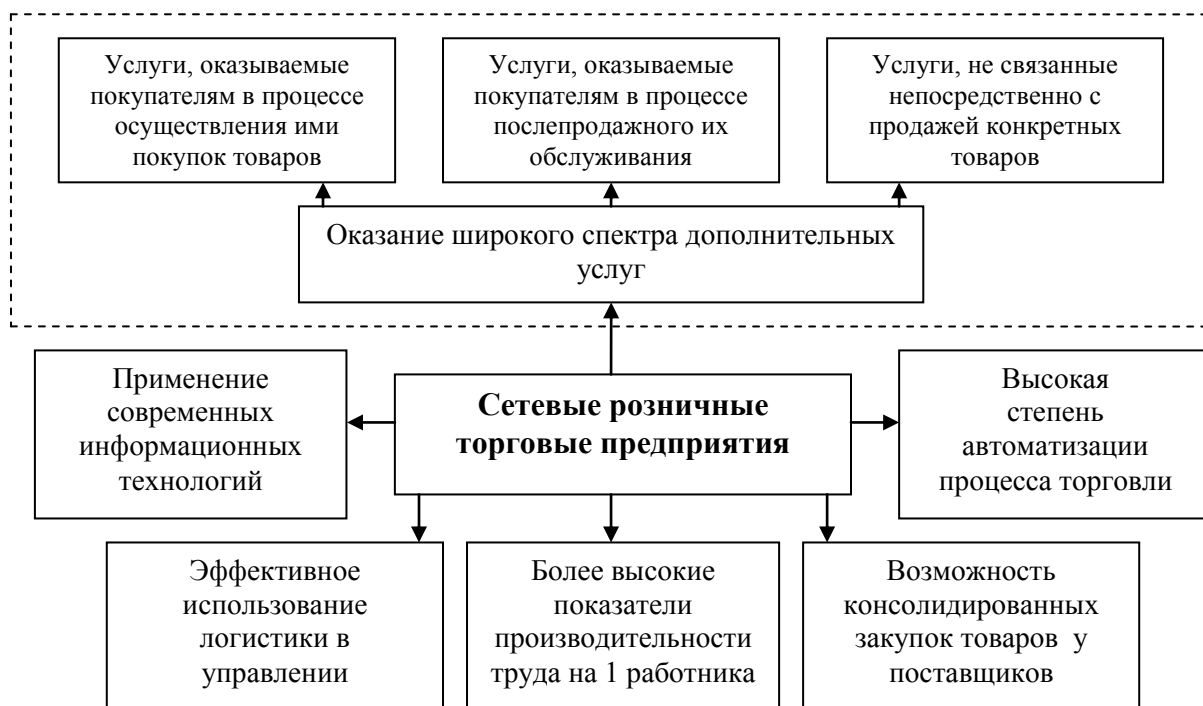 Услуги, оказываемые
покупателям в процессе
осуществления ими
покупок товаров
Услуги, оказываемые
покупателям в процессе
послепродажного их
обслуживания
Услуги, не связанные
непосредственно с
продажей конкретных
товаров
Оказание широкого спектра дополнительных
услуг
Применение
современных
информационных
технологий
Сетевые розничные
торговые предприятия
Высокая
степень
автоматизации
процесса торговли
Эффективное
использование
логистики в
управлении
Более высокие
показатели
производительности
труда на 1 работника
Возможность
консолидированных
закупок товаров у
поставщиков